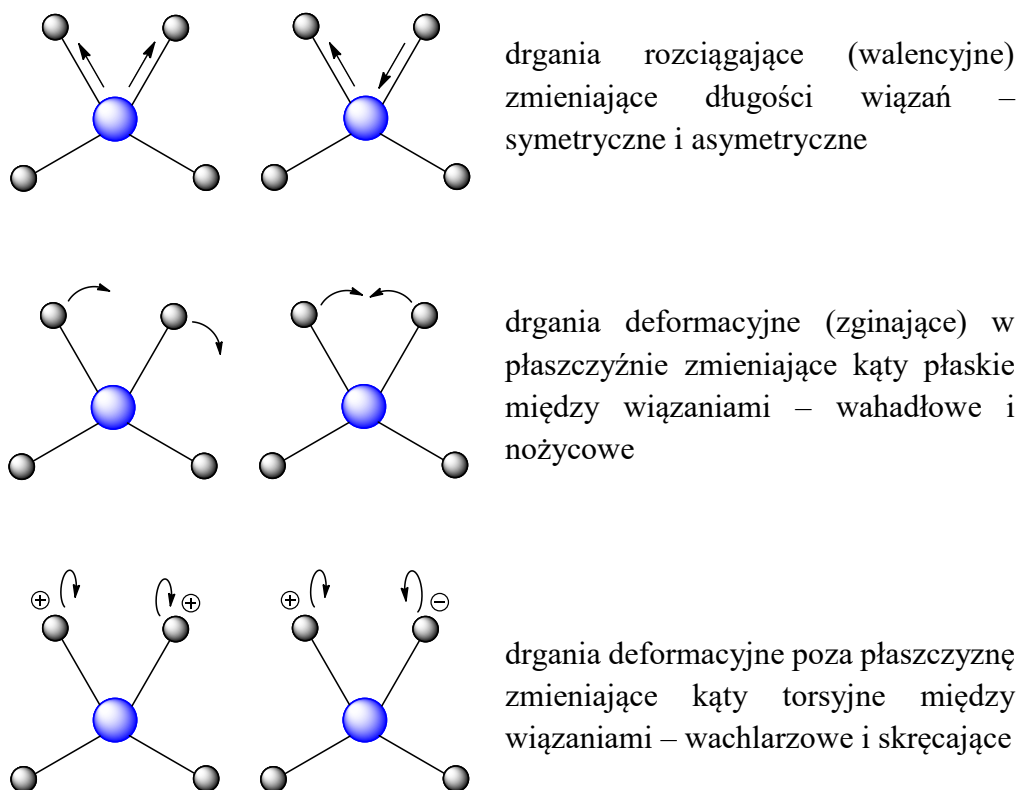 drgania rozciągające (walencyjne)
zmieniające długości wiązań –
symetryczne i asymetryczne
drgania deformacyjne (zginające) w
płaszczyźnie zmieniające kąty płaskie
między wiązaniami – wahadłowe i
nożycowe
+ + + −
drgania deformacyjne poza płaszczyznę
zmieniające kąty torsyjne między
wiązaniami – wachlarzowe i skręcające